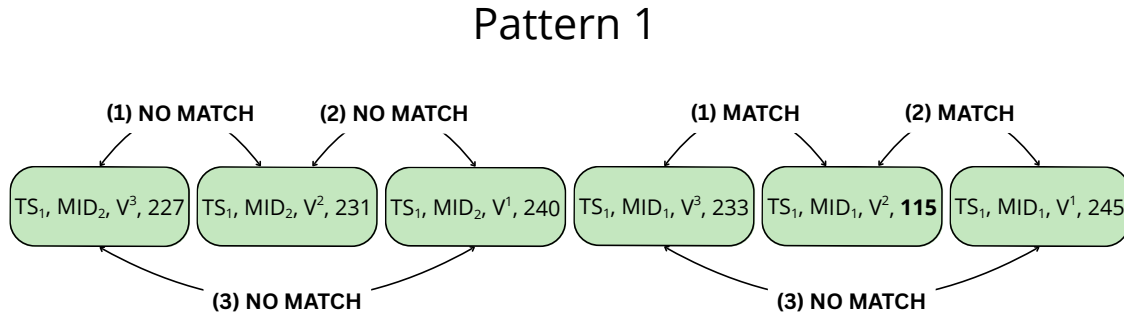 Pattern 1
(1) NO MATCH (2) NO MATCH (1) MATCH (2) MATCH
TS₁, MID₂, V³, 227 TS₁, MID₂, V², 231 TS₁, MID₂, V¹, 240 TS₁, MID₁, V³, 233 TS₁, MID₁, V², 115 TS₁, MID₁, V¹, 245
(3) NO MATCH (3) NO MATCH